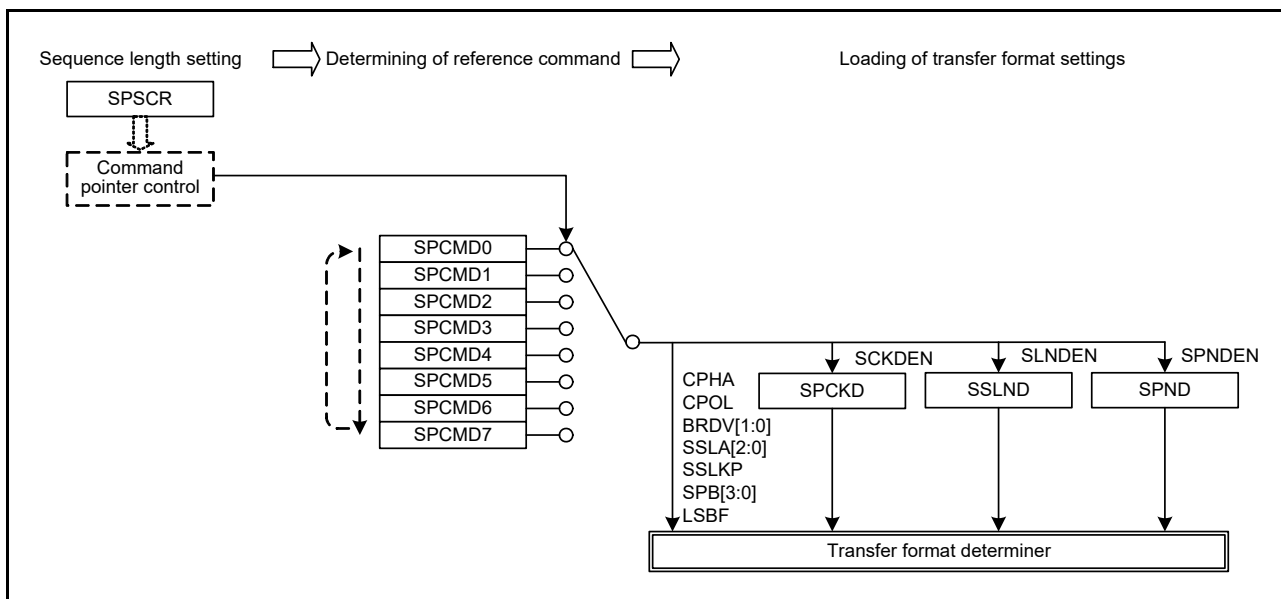 Sequence length setting
Determining of reference command
Loading of transfer format settings
SPSCR
Command
pointer control
SPCMD0
SPCMD1
SPCMD2
SPCMD3
SPCMD4
SPCMD5
SPCMD6
SPCMD7
SCKDEN
SLNDEN
SPNDEN
CPHA
CPOL
BRDV[1:0]
SSLA[2:0]
SSLKP
SPB[3:0]
LSBF
SPCKD
SSLND
SPND
Transfer format determiner